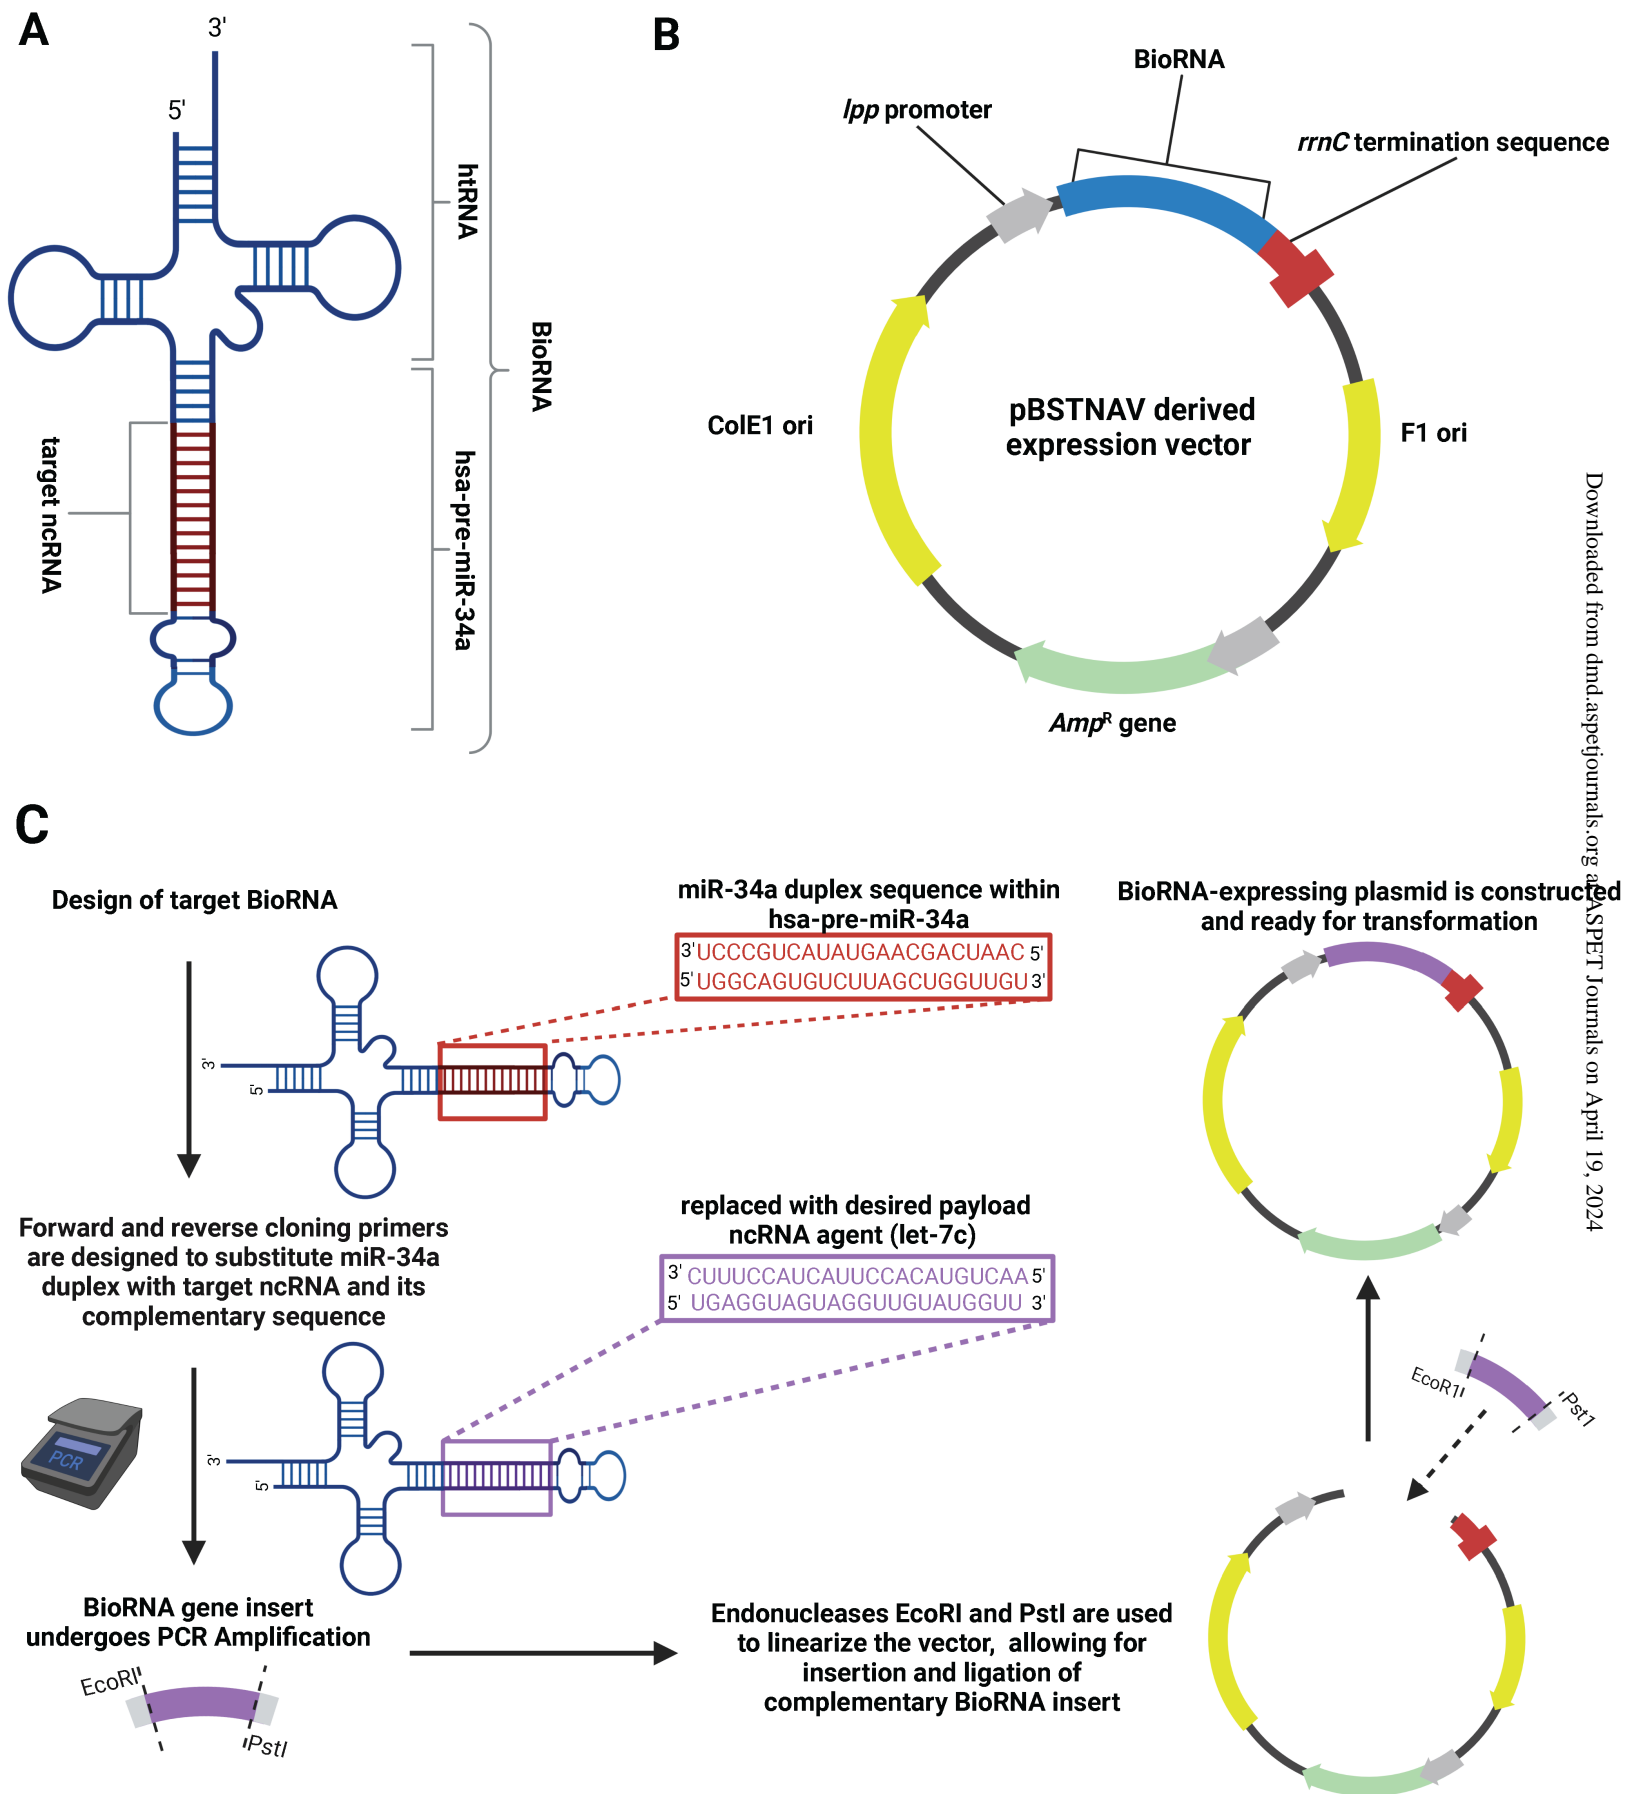 A
3'
5'
htRNA
BioRNA
target ncRNA
hsa-pre-miR-34a
B
BioRNA
lpp promoter
rrnC termination sequence
ColE1 ori
pBSTNAV derived
expression vector
F1 ori
AmpR gene
Downloaded from dmd.aspetjournals.org at ASPET Journals on April 19, 2024
C
Design of target BioRNA
miR-34a duplex sequence within
hsa-pre-miR-34a
3' UCCCGUCAUAUGAACGACUAAC 5'
5' UGGCAGUGUCUUAGCUGGUUGU 3'
3'
5'
Forward and reverse cloning primers
are designed to substitute miR-34a
duplex with target ncRNA and its
complementary sequence
replaced with desired payload
ncRNA agent (let-7c)
3' CUUUCCAUCAUUCCACAUGUCAA 5'
5' UGAGGUAGUAGGUUGUAUGGUU 3'
PCR
3'
5'
BioRNA gene insert
undergoes PCR Amplification
EcoRI
PstI
Endonucleases EcoRI and PstI are used
to linearize the vector, allowing for
insertion and ligation of
complementary BioRNA insert
BioRNA-expressing plasmid is constructed
and ready for transformation
EcoR1
Pst1